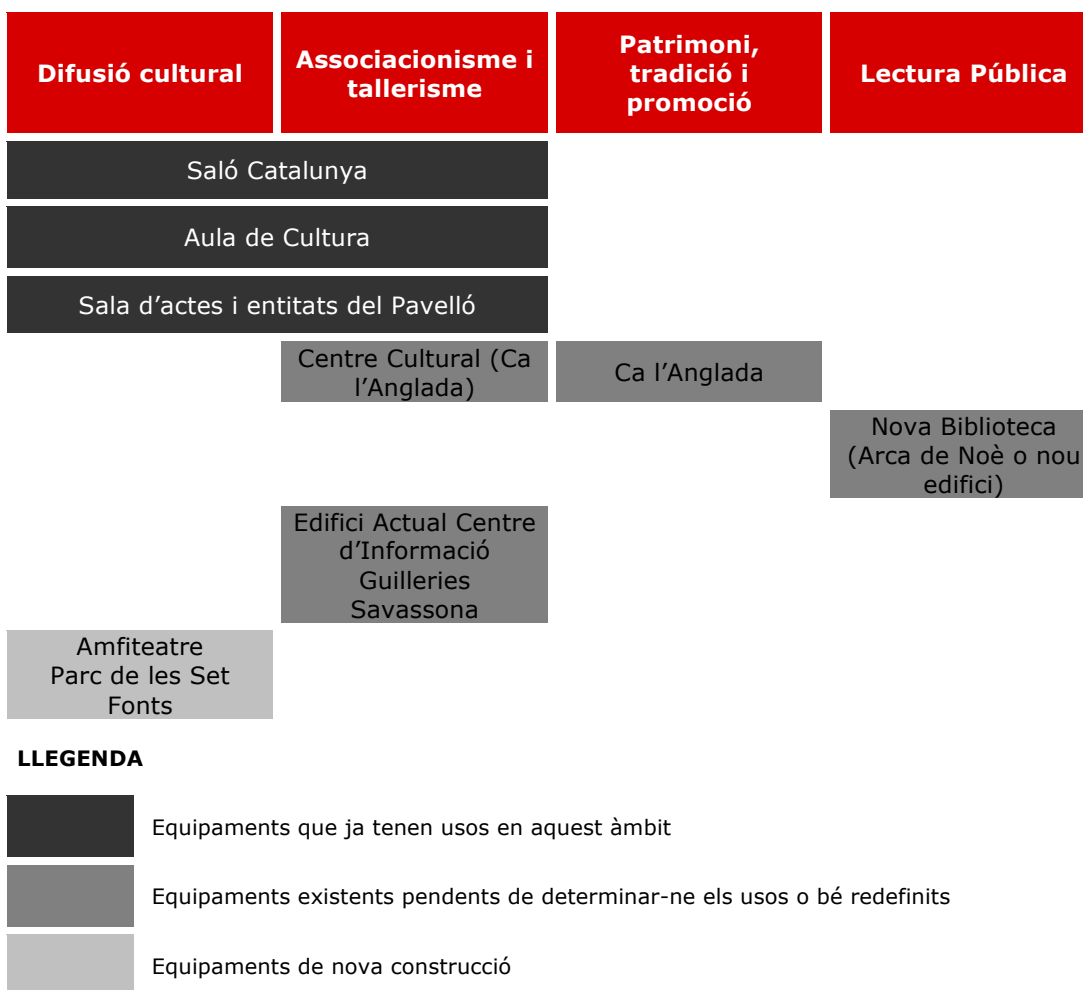 Difusió cultural
Associacionisme i
tallerisme
Patrimoni,
tradició i
promoció
Lectura Pública
Saló Catalunya
Aula de Cultura
Sala d’actes i entitats del Pavelló
Centre Cultural (Ca
l’Anglada)
Ca l’Anglada
Nova Biblioteca
(Arca de Noè o nou
edifici)
Edifici Actual Centre
d’Informació
Guilleries
Savassona
Amfiteatre
Parc de les Set
Fonts
LLEGENDA
Equipaments que ja tenen usos en aquest àmbit
Equipaments existents pendents de determinar-ne els usos o bé redefinits
Equipaments de nova construcció